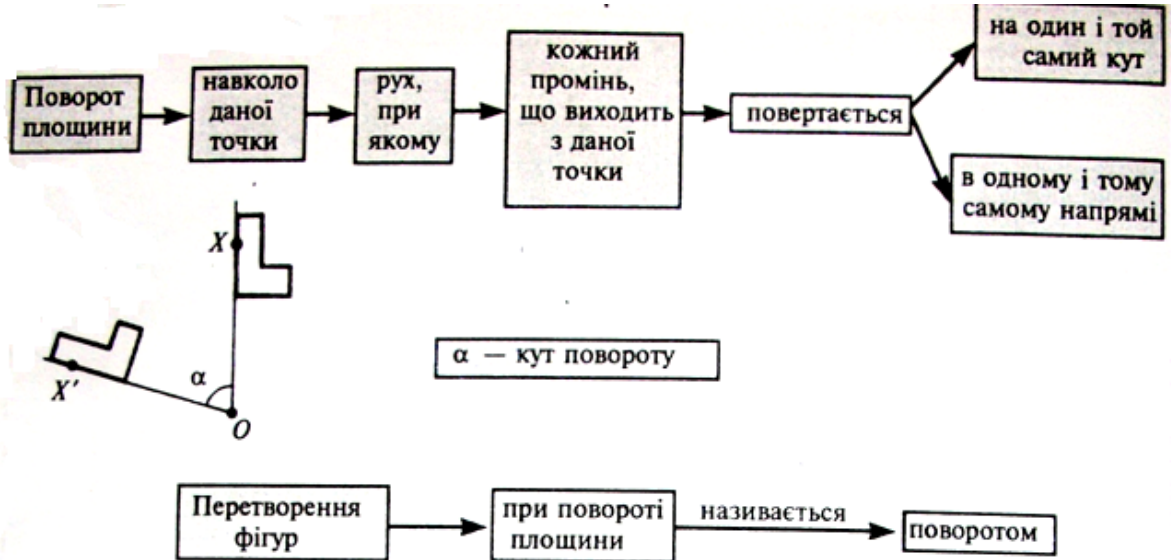 Поворот
площини
навколо
даної
точки
рух,
при
якому
кожний
промінь,
що виходить
з даної
точки
повертається
на один і той
самий кут
в одному і тому
самому напрямі
X
X′
α
O
α — кут повороту
Перетворення
фігур
при повороті
площини
називається
поворотом